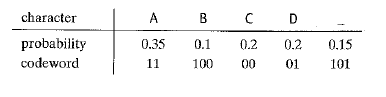 character A B C D _
probability 0.35 0.1 0.2 0.2 0.15
codeword 11 100 00 01 101